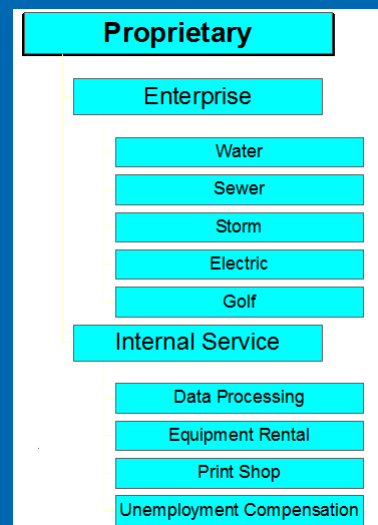 Proprietary
Enterprise
Water
Sewer
Storm
Electric
Golf
Internal Service
Data Processing
Equipment Rental
Print Shop
Unemployment Compensation